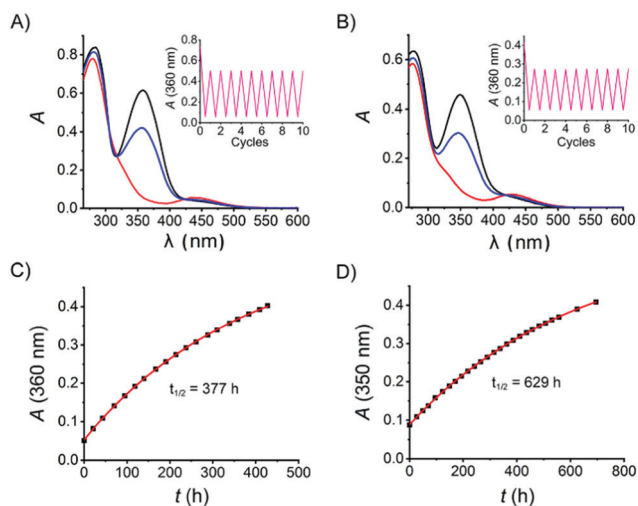 A)
A
0.8
0.6
0.4
0.2
0.0
300 350 400 450 500 550 600
λ (nm)
A (360 nm)
0.6
0.4
0.2
0.0
0 2 4 6 8 10
Cycles
B)
A
0.6
0.4
0.2
0.0
300 350 400 450 500 550 600
λ (nm)
A (360 nm)
0.4
0.3
0.2
0.1
0.0
0 2 4 6 8 10
Cycles
C)
A (360 nm)
0.4
0.3
0.2
0.1
0.0
t1/2 = 377 h
0 100 200 300 400 500
t (h)
D)
A (350 nm)
0.4
0.3
0.2
0.1
0.0
t1/2 = 629 h
0 200 400 600 800
t (h)